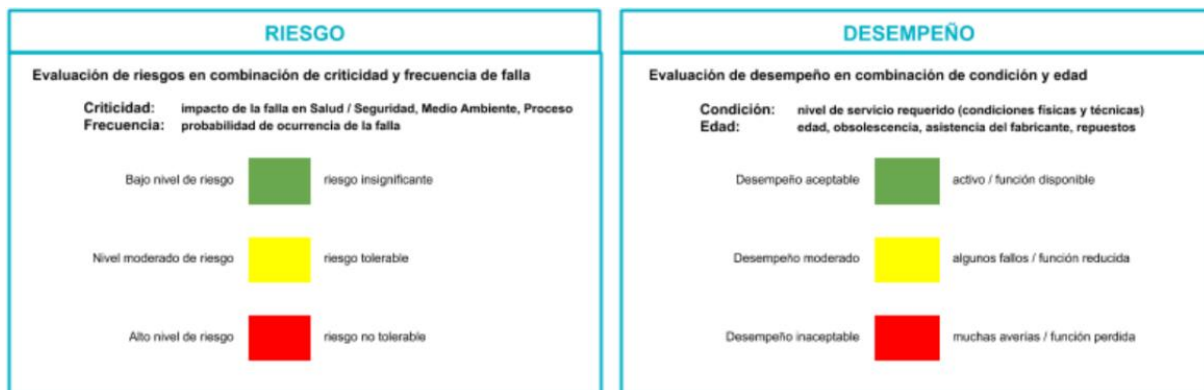 RIESGO
Evaluación de riesgos en combinación de criticidad y frecuencia de falla
Criticidad: impacto de la falla en Salud / Seguridad, Medio Ambiente, Proceso
Frecuencia: probabilidad de ocurrencia de la falla
Bajo nivel de riesgo riesgo insignificante
Nivel moderado de riesgo riesgo tolerable
Alto nivel de riesgo riesgo no tolerable
DESEMPEÑO
Evaluación de desempeño en combinación de condición y edad
Condición: nivel de servicio requerido (condiciones físicas y técnicas)
Edad: edad, obsolescencia, asistencia del fabricante, repuestos
Desempeño aceptable activo / función disponible
Desempeño moderado algunos fallos / función reducida
Desempeño inaceptable muchas averías / función perdida